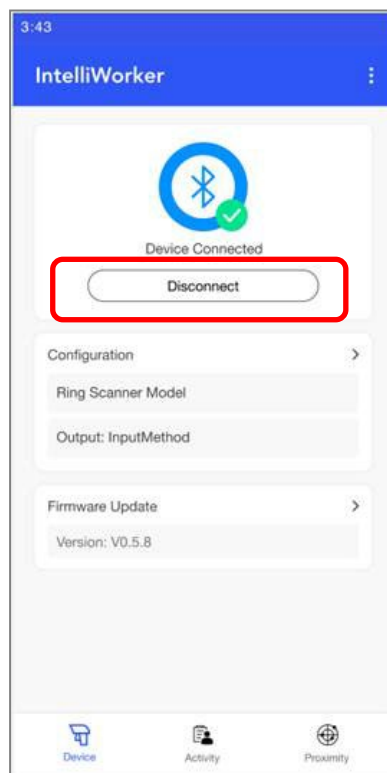 3:43
IntelliWorker
Device Connected
Disconnect
Configuration
Ring Scanner Model
Output: InputMethod
Firmware Update
Version: V0.5.8
Device Activity Proximity